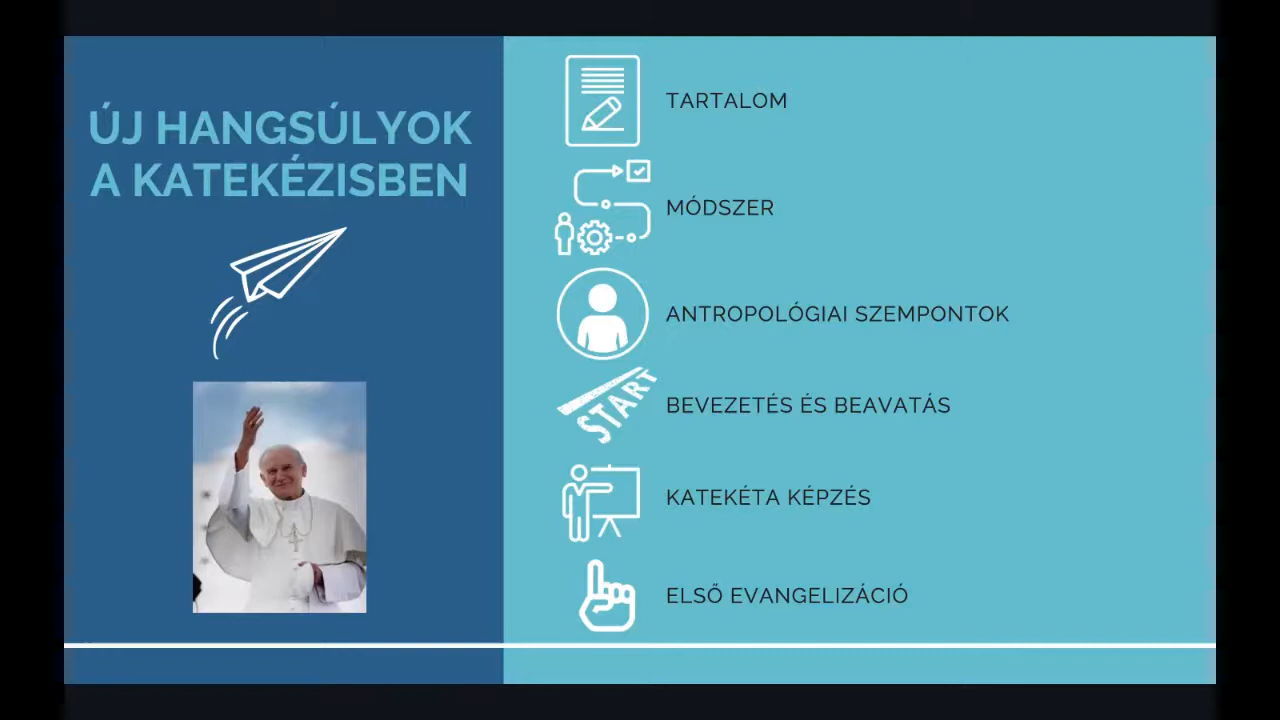 ÚJ HANGSÚLYOK
A KATEKÉZISBEN
TARTALOM
MÓDSZER
ANTROPOLÓGIAI SZEMPONTOK
START
BEVEZETÉS ÉS BEAVATÁS
KATEKÉTA KÉPZÉS
ELSŐ EVANGELIZÁCIÓ